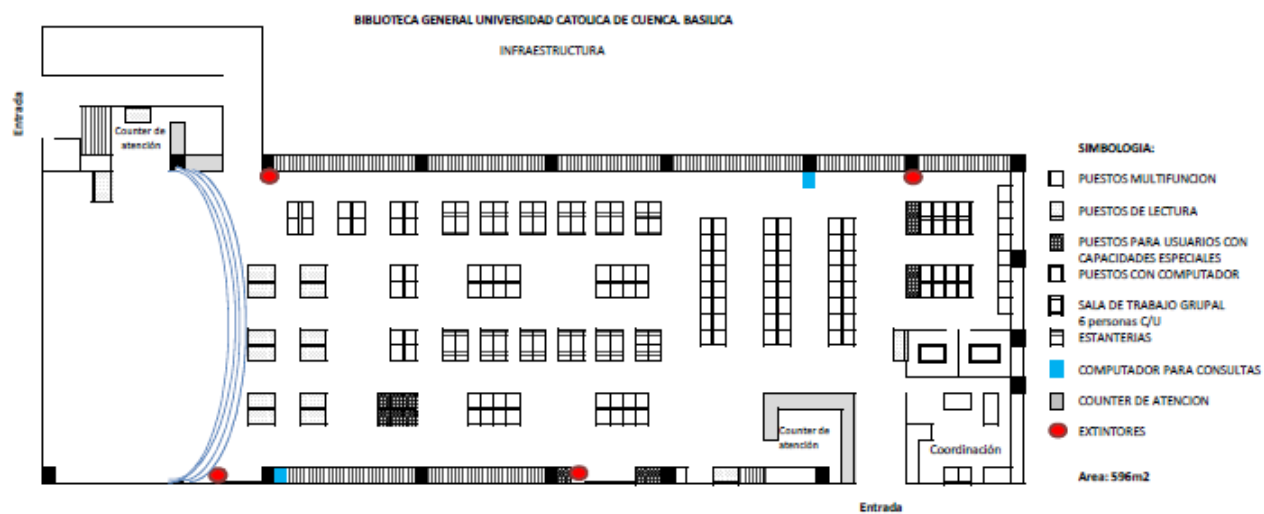 BIBLIOTECA GENERAL UNIVERSIDAD CATOLICA DE CUENCA. BASILICA
INFRAESTRUCTURA
Entrada
Counter de
atención
SIMBOLOGIA:
PUESTOS MULTIFUNCION
PUESTOS DE LECTURA
PUESTOS PARA USUARIOS CON
CAPACIDADES ESPECIALES
PUESTOS CON COMPUTADOR
SALA DE TRABAJO GRUPAL
6 personas C/U
ESTANTERIAS
COMPUTADOR PARA CONSULTAS
COUNTER DE ATENCION
EXTINTORES
Counter de
atención
Coordinación
Area: 596m2
Entrada